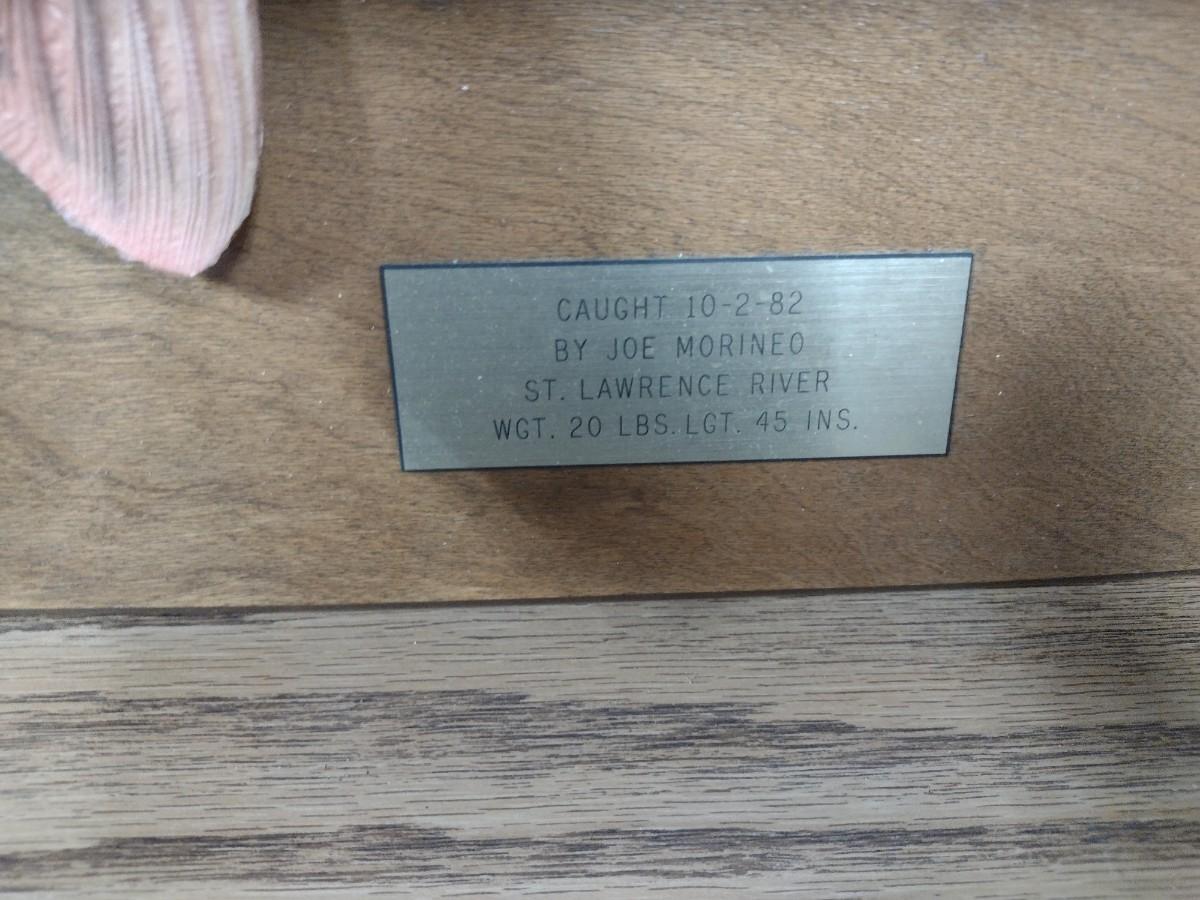 CAUGHT 10-2-82
BY JOE MORINEO
ST. LAWRENCE RIVER
WGT. 20 LBS. LGT. 45 INS.